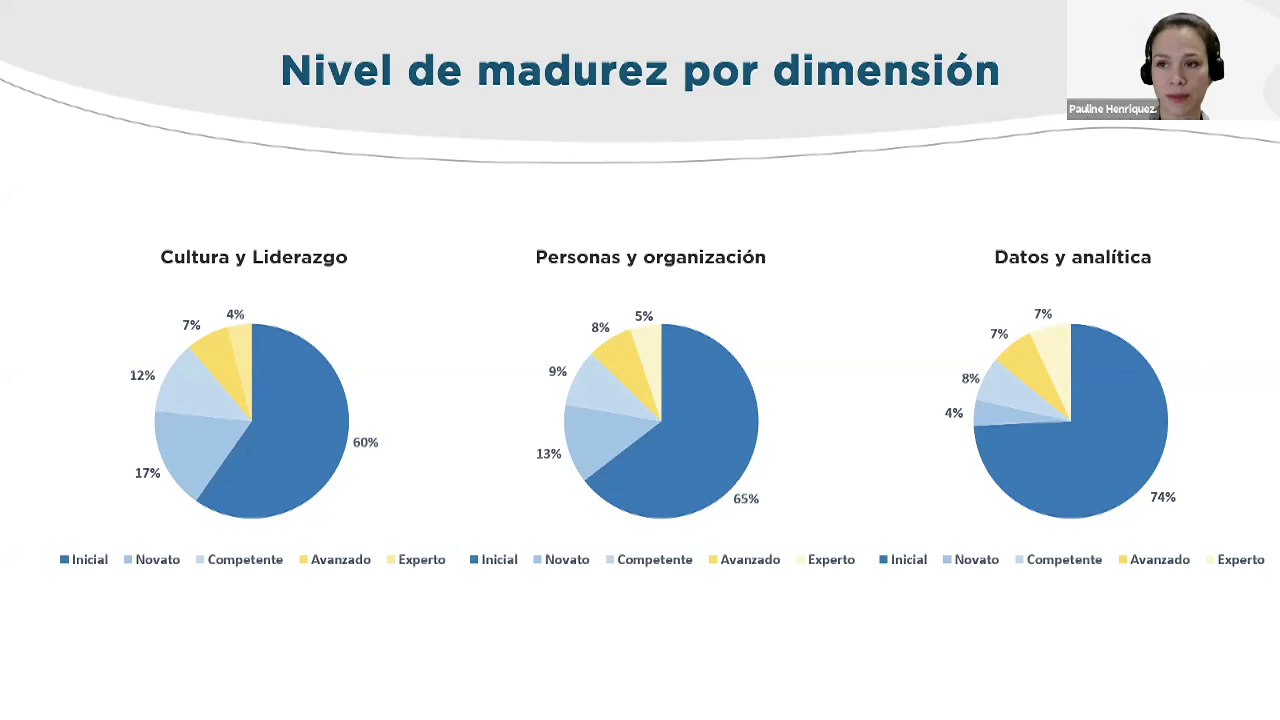 Nivel de madurez por dimensión
Pauline Henriquez.
Cultura y Liderazgo
4%
7%
12%
17%
60%
Inicial Novato Competente Avanzado Experto
Personas y organización
5%
8%
9%
13%
65%
Inicial Novato Competente Avanzado Experto
Datos y analítica
7%
7%
8%
4%
74%
Inicial Novato Competente Avanzado Experto